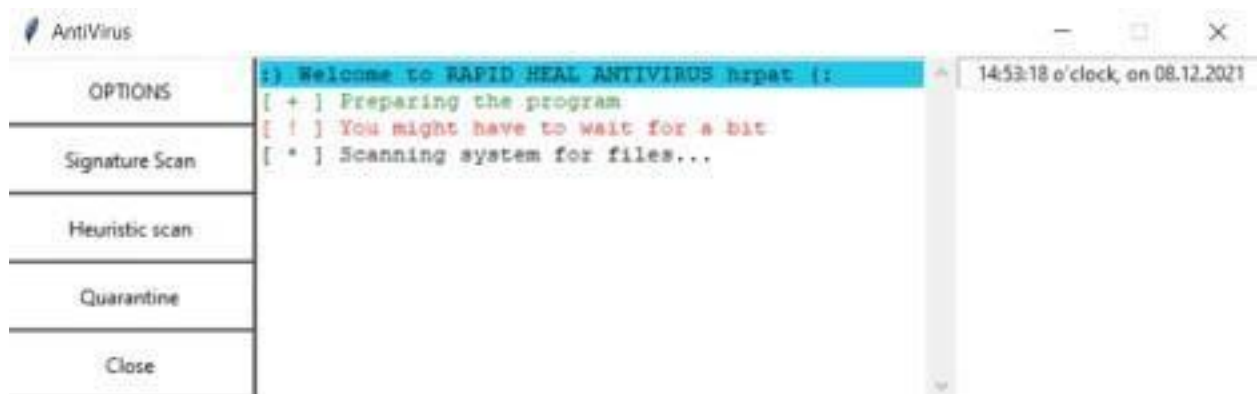 AntiVirus
OPTIONS
Signature Scan
Heuristic scan
Quarantine
Close
:) Welcome to RAPID HEAL ANTIVIRUS hrpat (:
[ + ] Preparing the program
[ ! ] You might have to wait for a bit
[ * ] Scanning system for files...
14:53:18 o'clock, on 08.12.2021